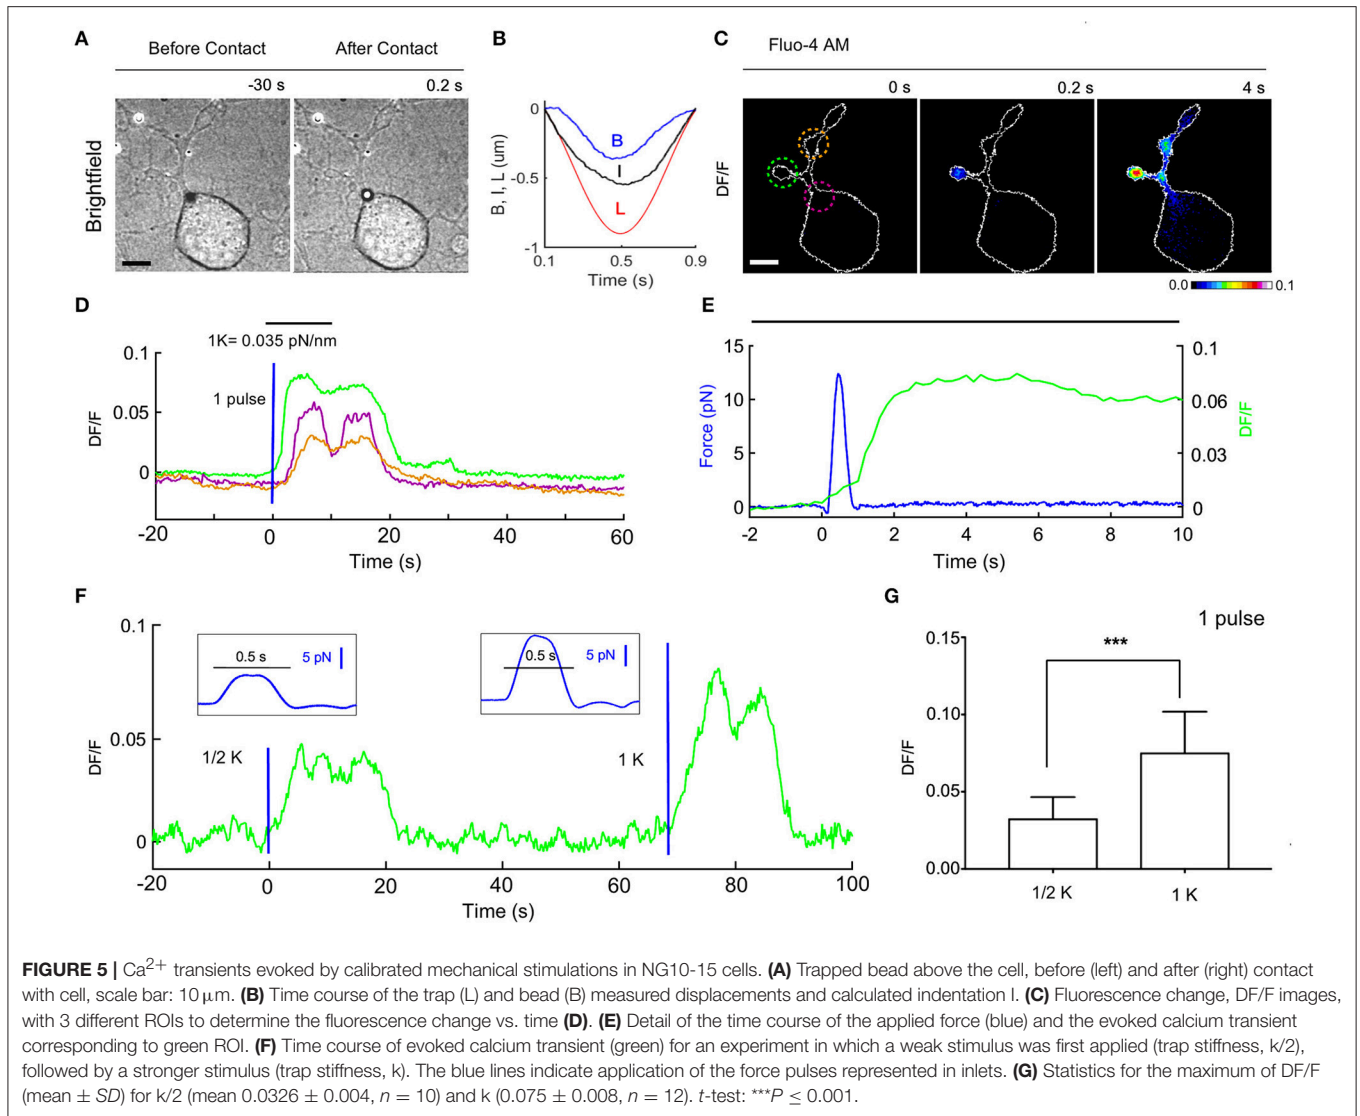 A
Before Contact
After Contact
-30 s
0.2 s
Brightfield
B
0
-0.5
-1
B, I, L (um)
B
I
L
0.1
0.5
0.9
Time (s)
C
Fluo-4 AM
0 s
0.2 s
4 s
DF/F
0.0
0.1
D
1K= 0.035 pN/nm
0.1
0.05
0
DF/F
1 pulse
-20
0
20
40
60
Time (s)
E
15
10
5
0
Force (pN)
0.1
0.06
0.03
0
DF/F
-2
0
2
4
6
8
10
Time (s)
F
0.1
0.05
0
DF/F
0.5 s
5 pN
1/2 K
0.5 s
5 pN
1 K
-20
0
20
40
60
80
100
Time (s)
G
1 pulse
0.15
0.10
0.05
0.00
DF/F
***
1/2 K
1 K
FIGURE 5 | Ca2+ transients evoked by calibrated mechanical stimulations in NG10-15 cells. (A) Trapped bead above the cell, before (left) and after (right) contact
with cell, scale bar: 10 μm. (B) Time course of the trap (L) and bead (B) measured displacements and calculated indentation I. (C) Fluorescence change, DF/F images,
with 3 different ROIs to determine the fluorescence change vs. time (D). (E) Detail of the time course of the applied force (blue) and the evoked calcium transient
corresponding to green ROI. (F) Time course of evoked calcium transient (green) for an experiment in which a weak stimulus was first applied (trap stiffness, k/2),
followed by a stronger stimulus (trap stiffness, k). The blue lines indicate application of the force pulses represented in inlets. (G) Statistics for the maximum of DF/F
(mean ± SD) for k/2 (mean 0.0326 ± 0.004, n = 10) and k (0.075 ± 0.008, n = 12). t-test: ***P ≤ 0.001.